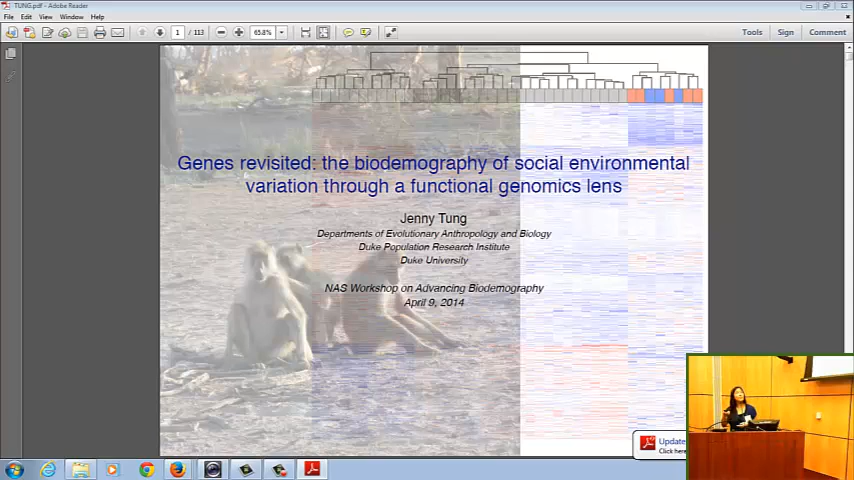 TUNG.pdf - Adobe Reader
File Edit View Window Help
1 / 113 65.8% Tools Sign Comment
Genes revisited: the biodemography of social environmental
variation through a functional genomics lens
Jenny Tung
Departments of Evolutionary Anthropology and Biology
Duke Population Research Institute
Duke University
NAS Workshop on Advancing Biodemography
April 9, 2014
Update
Click here